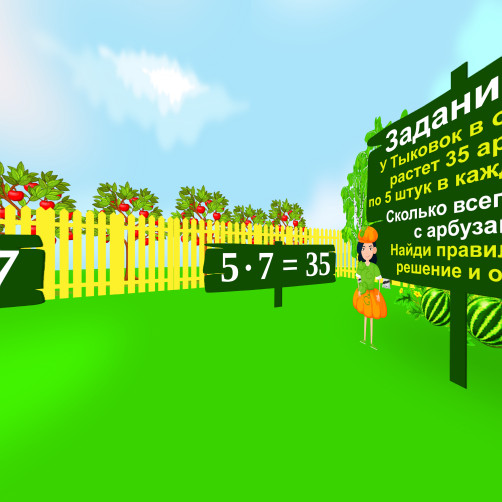 7
5 · 7 = 35
Задани
у Тыковок в
растет 35 ар
по 5 штук в кажд
Сколько всег
с арбуза
Найди правил
решение и о